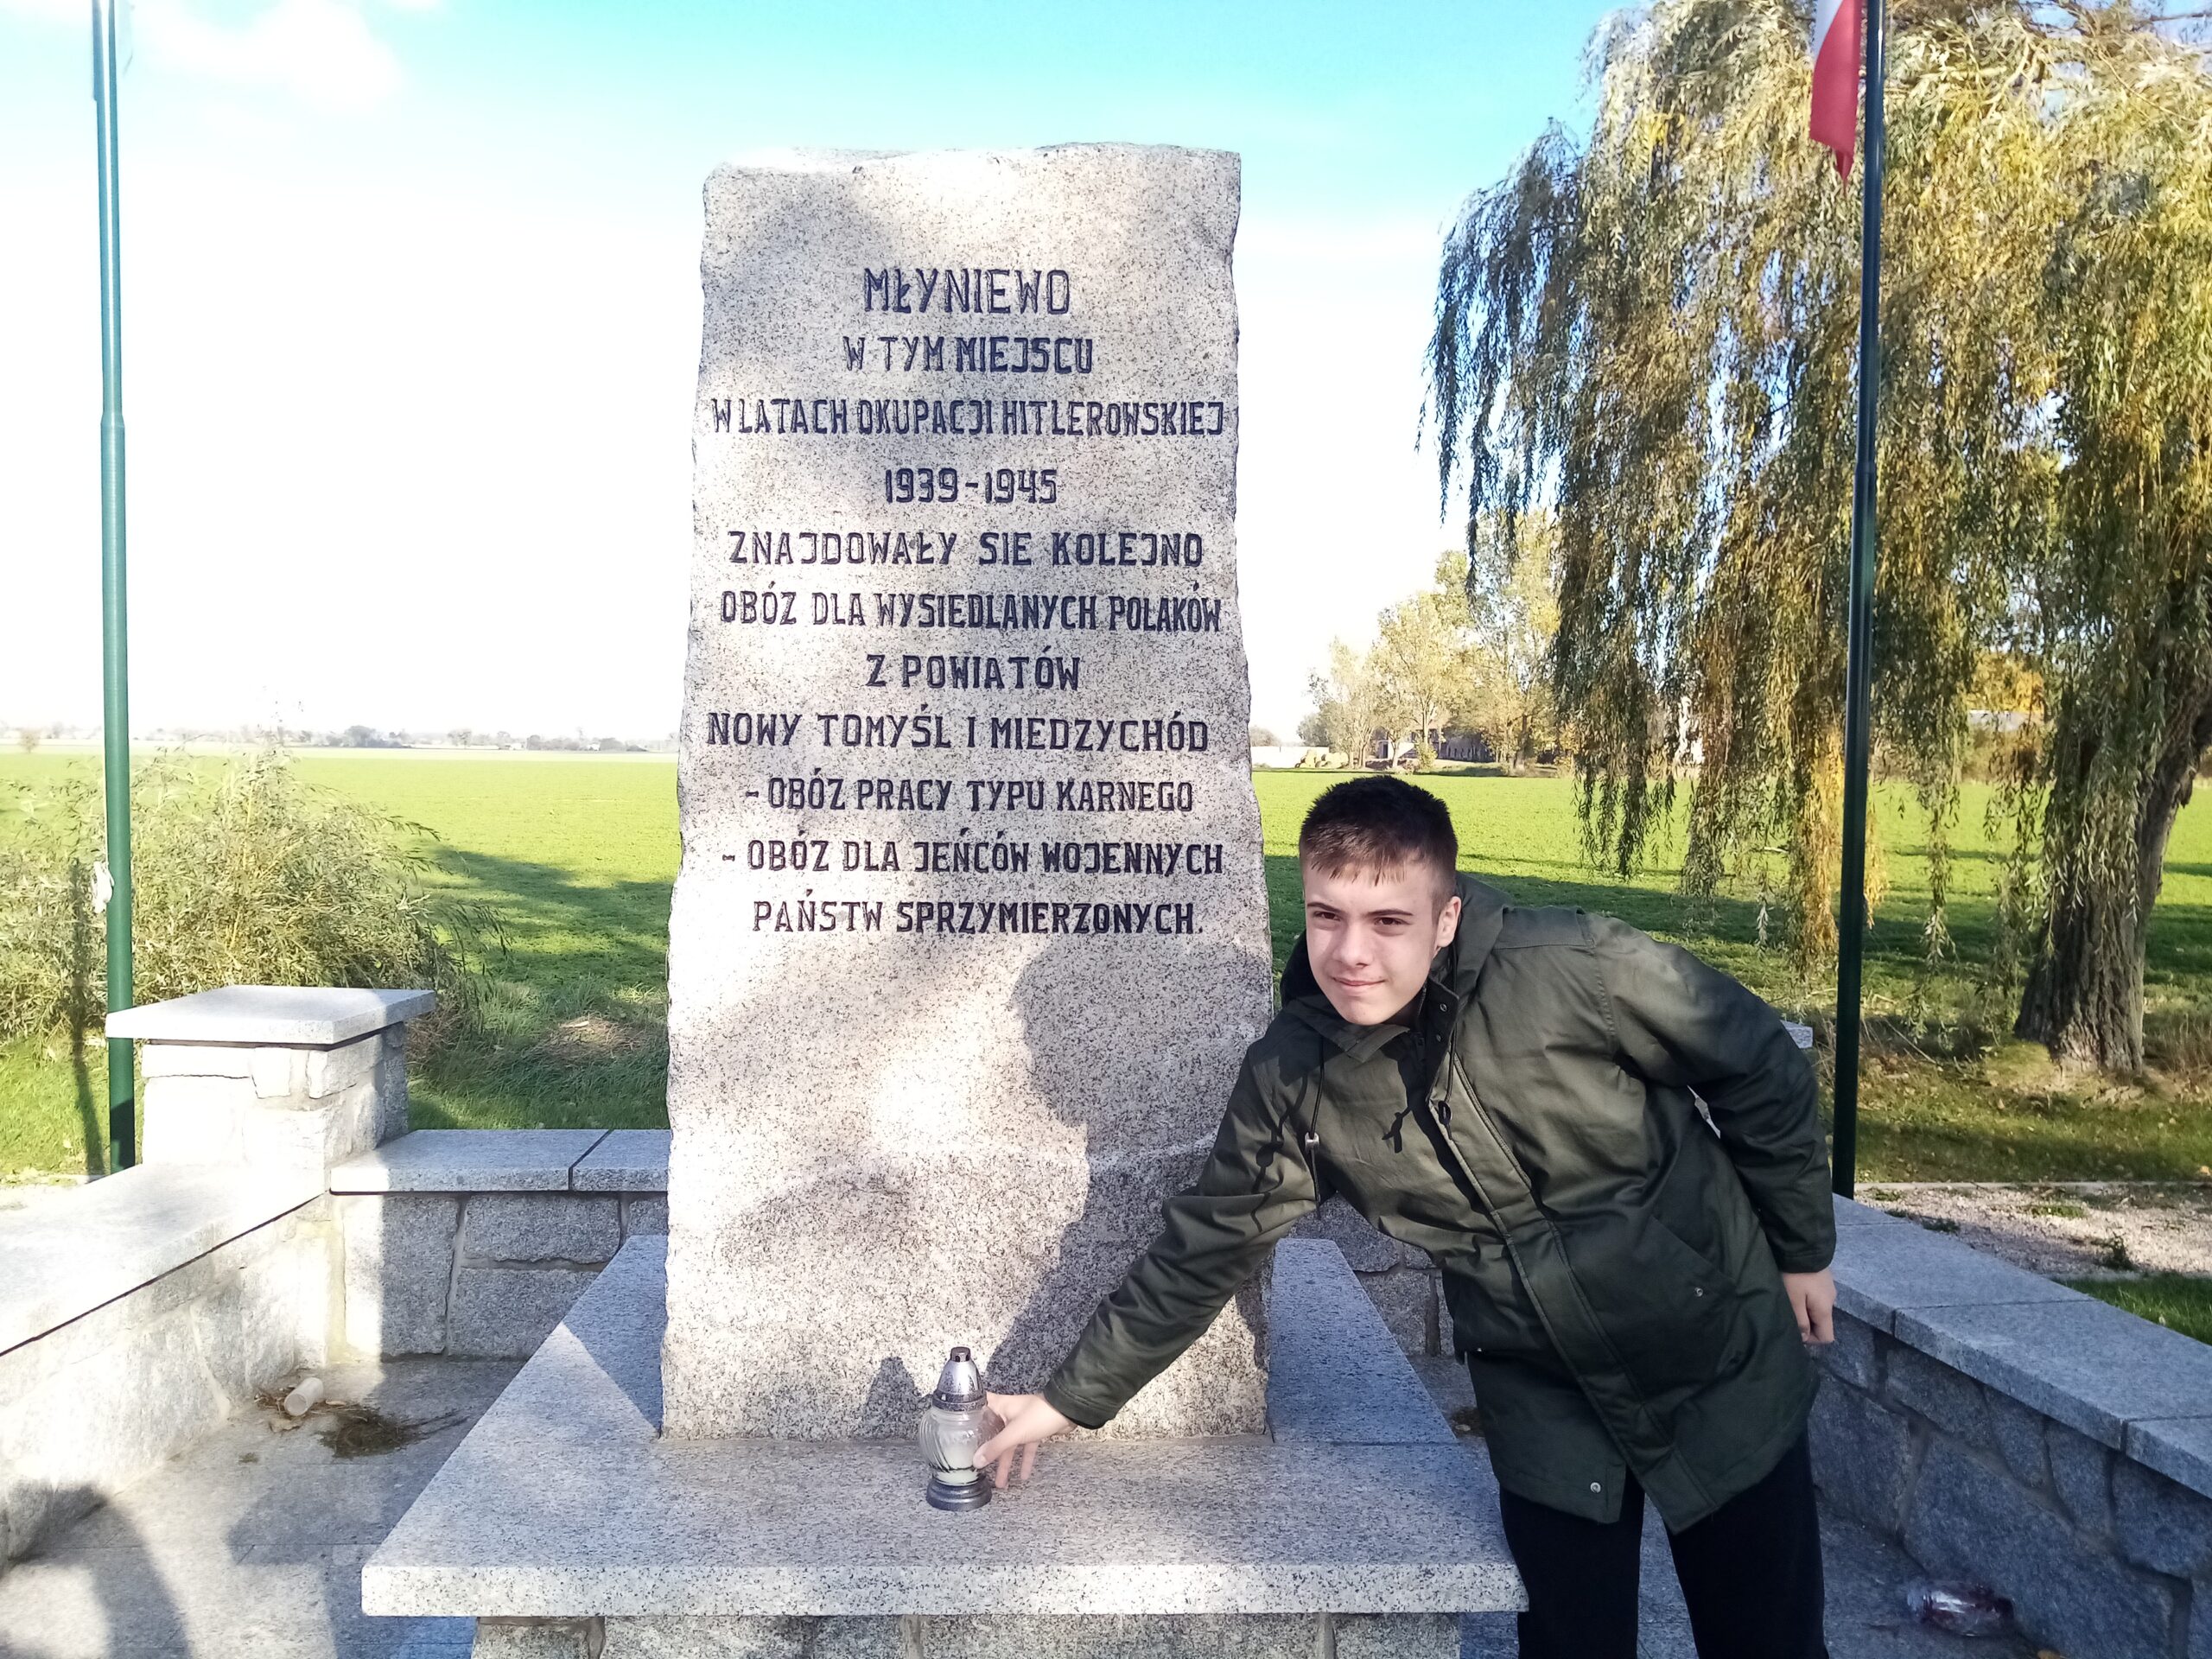 MŁYNIEWO
W TYM MIEJSCU
W LATACH OKUPACJI HITLEROWSKIEJ
1939-1945
ZNAJDOWAŁY SIE KOLEJNO
OBÓZ DLA WYSIEDLANYCH POLAKÓW
Z POWIATÓW
NOWY TOMYŚL I MIEDZYCHÓD
- OBÓZ PRACY TYPU KARNEGO
- OBÓZ DLA JEŃCÓW WOJENNYCH
PAŃSTW SPRZYMIERZONYCH.